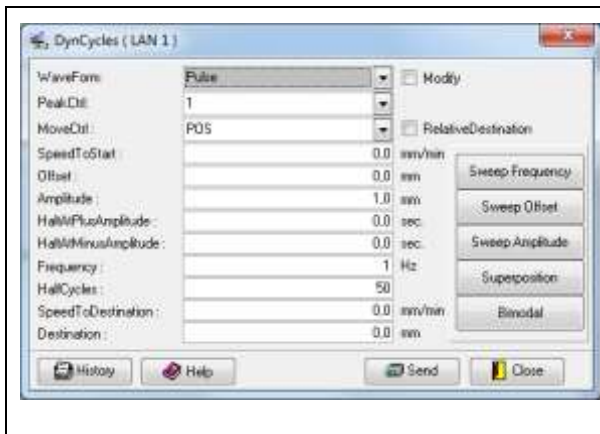 DynCycles ( LAN 1 )
WaveForm Pulse Modify
PeakCtrl: 1
MoveCtrl: POS RelativeDestination
SpeedToStart : 0.0 mm/min
Offset : 0,0 mm
Amplitude : 1,0 mm
HaltAtPlusAmplitude : 0.0 sec.
HaltAtMinusAmplitude : 0.0 sec.
Frequency : 1 Hz
HalfCycles : 50
SpeedToDestination : 0.0 mm/min
Destination : 0,0 mm
Sweep Frequency
Sweep Offset
Sweep Amplitude
Superposition
Bimodal
History Help Send Close